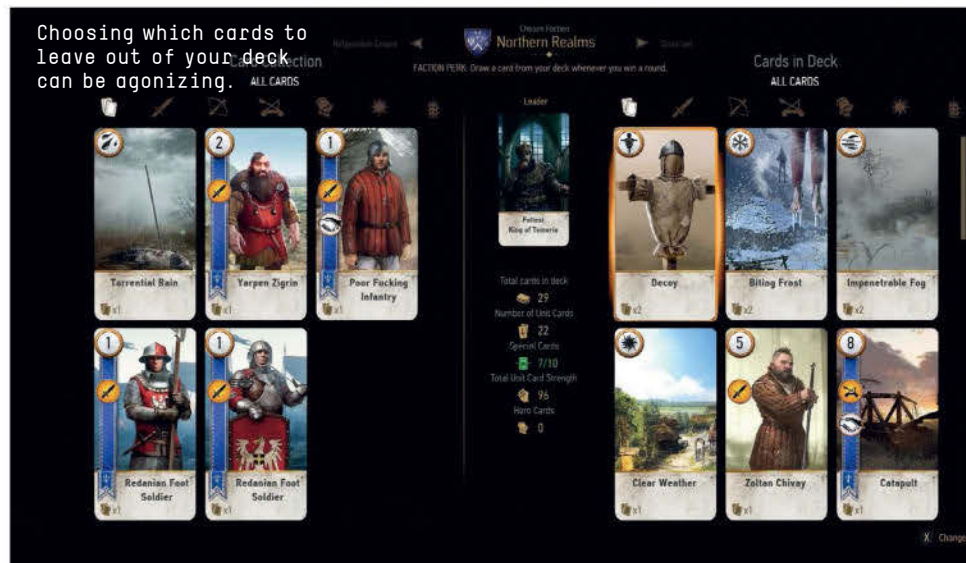 Choosing which cards to
leave out of your deck
can be agonizing.
Choose Faction
Northern Realms
FACTION PERK: Draw a card from your deck whenever you win a round.
Card Collection
ALL CARDS
Torrential Rain
x1
2
Yarpen Zigrin
x1
1
Poor Fucking
Infantry
x1
1
Redanian Foot
Soldier
x1
1
Redanian Foot
Soldier
x1
Leader
Foltest
King of Temeria
Total cards in deck
29
Number of Unit Cards
22
Special Cards
7/10
Total Unit Card Strength
96
Hero Cards
0
Cards in Deck
ALL CARDS
Decoy
x2
Biting Frost
x2
Impenetrable Fog
x2
Clear Weather
x1
5
Zoltan Chivay
x1
8
Catapult
x1
X Change